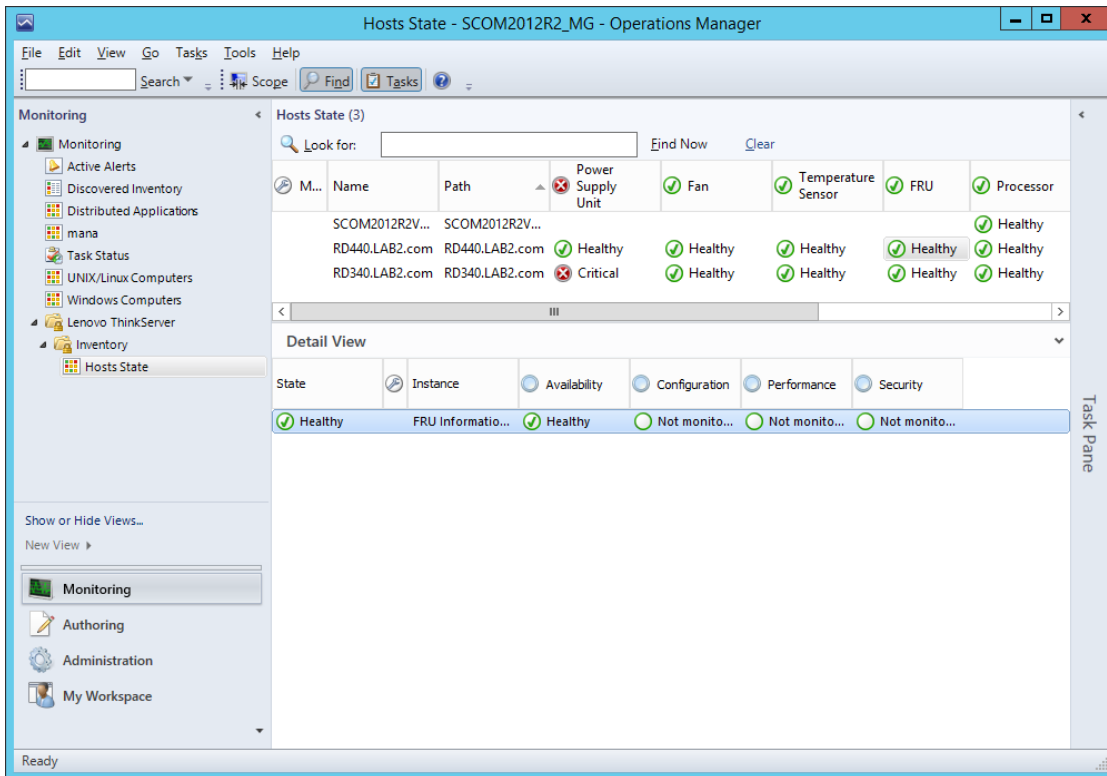 Hosts State - SCOM2012R2_MG - Operations Manager
File Edit View Go Tasks Tools Help
Search Scope Find Tasks
Monitoring
Monitoring
Active Alerts
Discovered Inventory
Distributed Applications
mana
Task Status
UNIX/Linux Computers
Windows Computers
Lenovo ThinkServer
Inventory
Hosts State
Show or Hide Views...
New View
Monitoring
Authoring
Administration
My Workspace
Hosts State (3)
Look for: Find Now Clear
M... Name Path Power Supply Unit Fan Temperature Sensor FRU Processor
SCOM2012R2V... SCOM2012R2V... Healthy
RD440.LAB2.com RD440.LAB2.com Healthy Healthy Healthy Healthy Healthy
RD340.LAB2.com RD340.LAB2.com Critical Healthy Healthy Healthy Healthy
Detail View
State Instance Availability Configuration Performance Security
Healthy FRU Informatio... Healthy Not monito... Not monito... Not monito...
Task Pane
Ready